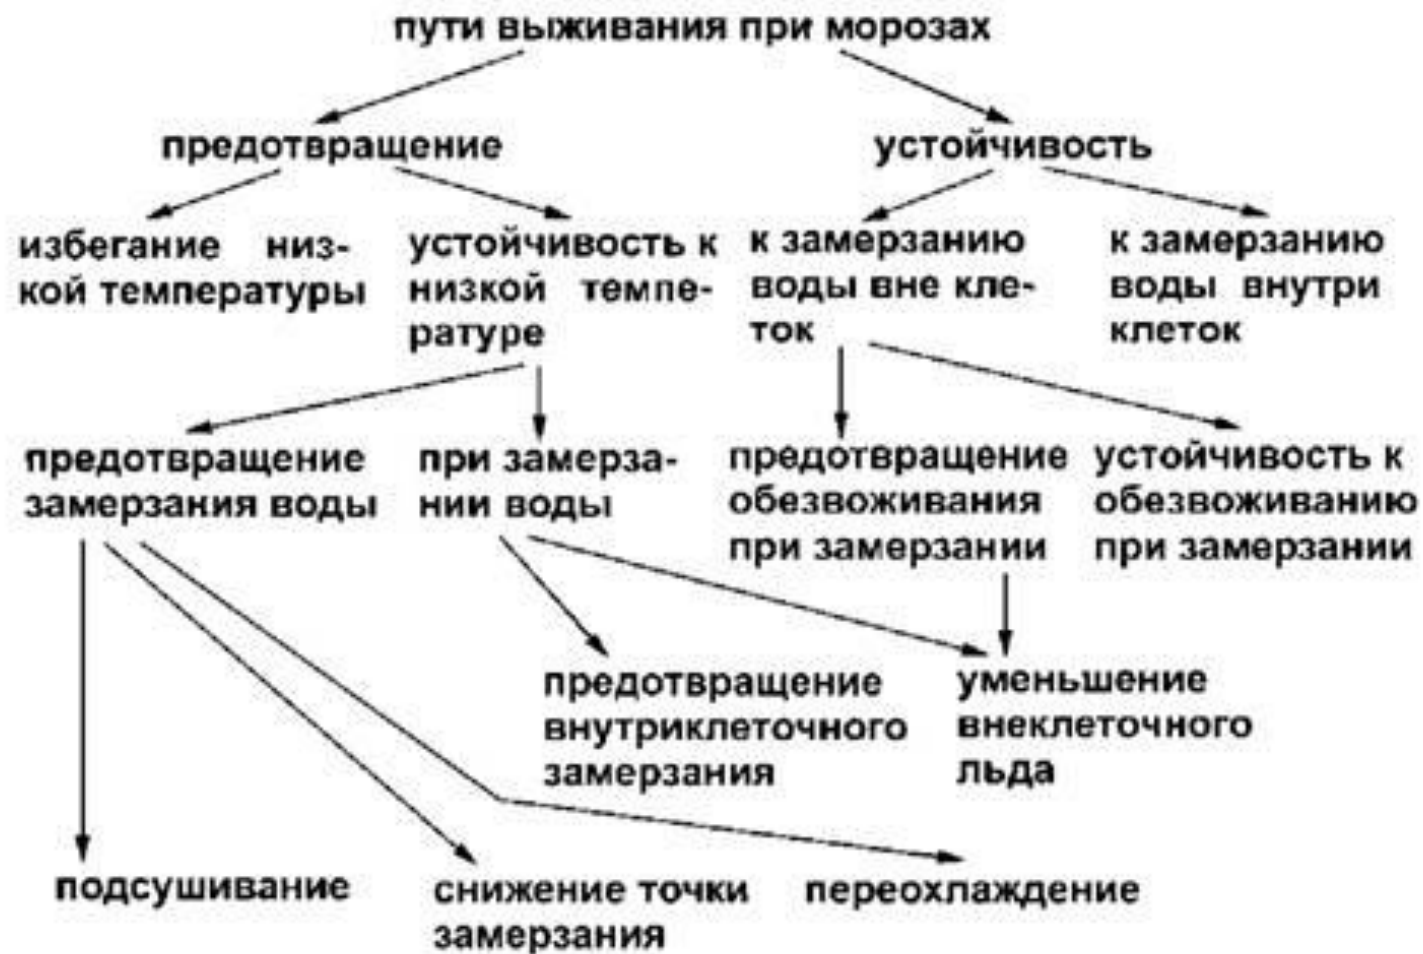 пути выживания при морозах
предотвращение
устойчивость
избегание низ-
кой температуры
устойчивость к
низкой темпе-
ратуре
к замерзанию
воды вне кле-
ток
к замерзанию
воды внутри
клеток
предотвращение
замерзания воды
при замерза-
нии воды
предотвращение
обезвоживания
при замерзании
устойчивость к
обезвоживанию
при замерзании
предотвращение
внутриклеточного
замерзания
уменьшение
внеклеточного
льда
подсушивание
снижение точки
замерзания
переохлаждение